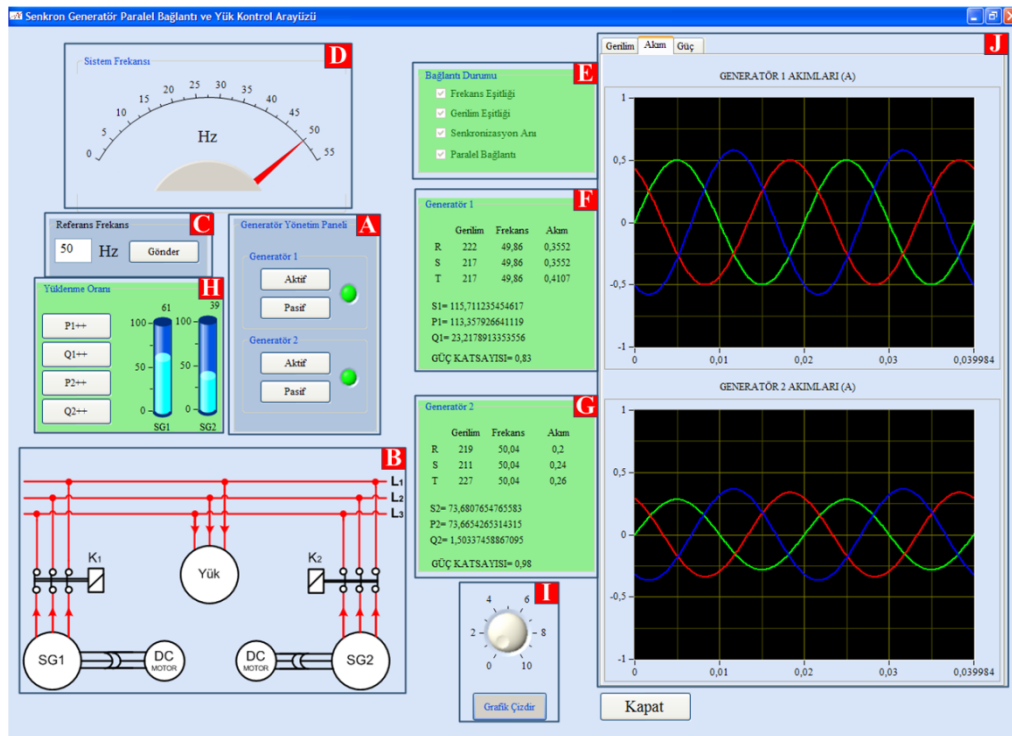 Senkron Generatör Paralel Bağlantı ve Yük Kontrol Arayüzü
D
Sistem Frekansı
0 5 10 15 20 25 30 35 40 45 50 55
Hz
C
Referans Frekans
50 Hz Gönder
H
Yüklenme Oranı
P1++
Q1++
P2++
Q2++
61 39
100 100
50 50
0 0
SG1 SG2
A
Generatör Yönetim Paneli
Generatör 1
Aktif
Pasif
Generatör 2
Aktif
Pasif
E
Bağlantı Durumu
Frekans Eşitliği
Gerilim Eşitliği
Senkronizasyon Anı
Paralel Bağlantı
F
Generatör 1
Gerilim Frekans Akım
R 222 49,86 0,3552
S 217 49,86 0,3552
T 217 49,86 0,4107
S1= 115,711235454617
P1= 113,357926641119
Q1= 23,2178913353556
GÜÇ KATSAYISI= 0,83
G
Generatör 2
Gerilim Frekans Akım
R 219 50,04 0,2
S 211 50,04 0,24
T 227 50,04 0,26
S2= 73,6807654765583
P2= 73,6654265314315
Q2= 1,50337458867095
GÜÇ KATSAYISI= 0,98
B
L1
L2
L3
K1
Yük
K2
SG1
DC
MOTOR
DC
MOTOR
SG2
I
0 2 4 6 8 10
Grafik Çizdir
J
Gerilim Akım Güç
GENERATÖR 1 AKIMLARI (A)
1
0,5
0
-0,5
-1
0 0,01 0,02 0,03 0,039984
GENERATÖR 2 AKIMLARI (A)
1
0,5
0
-0,5
-1
0 0,01 0,02 0,03 0,039984
Kapat